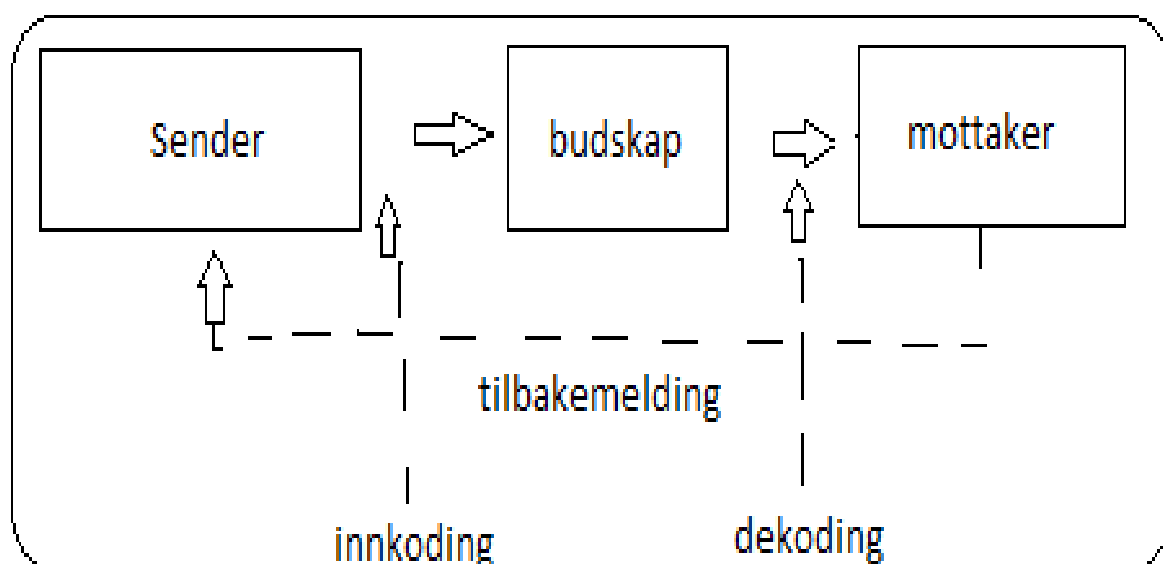 Sender
budskap
mottaker
tilbakemelding
innkoding
dekoding